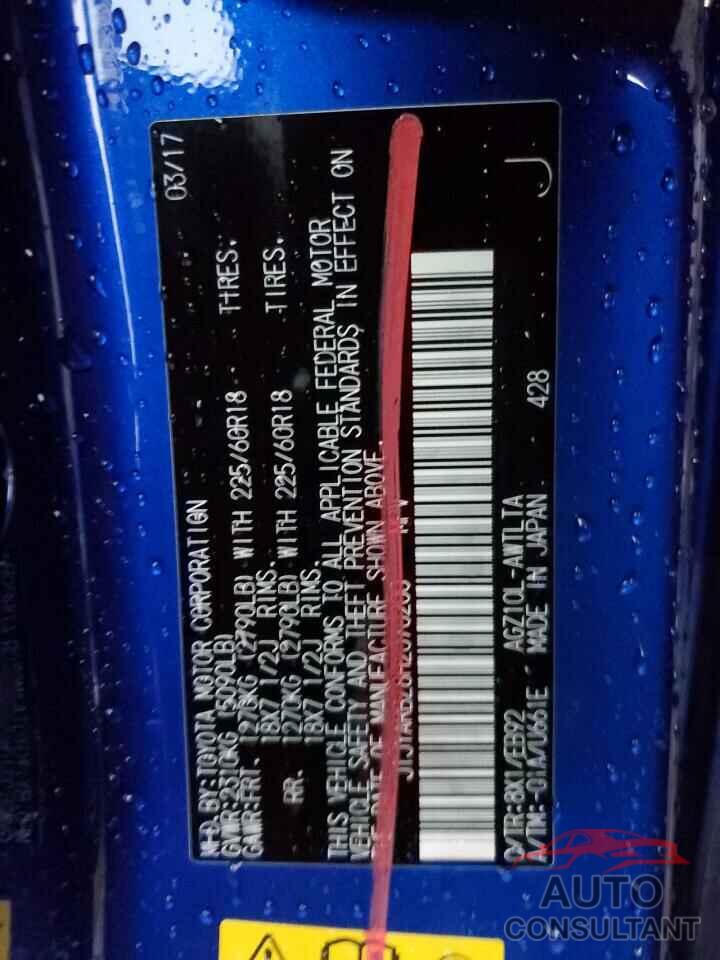 MFD.BY:TOYOTA MOTOR CORPORATION 03/17
GVWR:2310KG (5090LB)
GAWR:FRT. 1270KG (2790LB) WITH 225/60R18 TIRES.
18X7 1/2J RIMS.
RR. 1270KG (2790LB) WITH 225/60R18 TIRES.
18X7 1/2J RIMS.
THIS VEHICLE CONFORMS TO ALL APPLICABLE FEDERAL MOTOR
VEHICLE SAFETY AND THEFT PREVENTION STANDARDS IN EFFECT ON
THE DATE OF MANUFACTURE SHOWN ABOVE.
MPV
C/TR:8X1/EB92 AGZ10L-AWTLTA 428
A/TM:-01A/U661E MADE IN JAPAN
J
AUTO
CONSULTANT